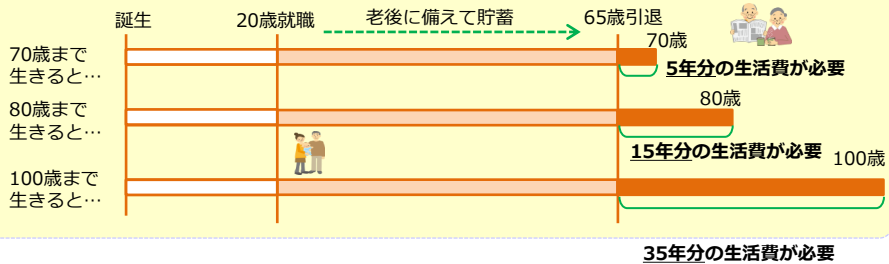 誕生
20歳就職
老後に備えて貯蓄
65歳引退
70歳まで
生きると…
70歳
5年分の生活費が必要
80歳まで
生きると…
80歳
15年分の生活費が必要
100歳まで
生きると…
100歳
35年分の生活費が必要